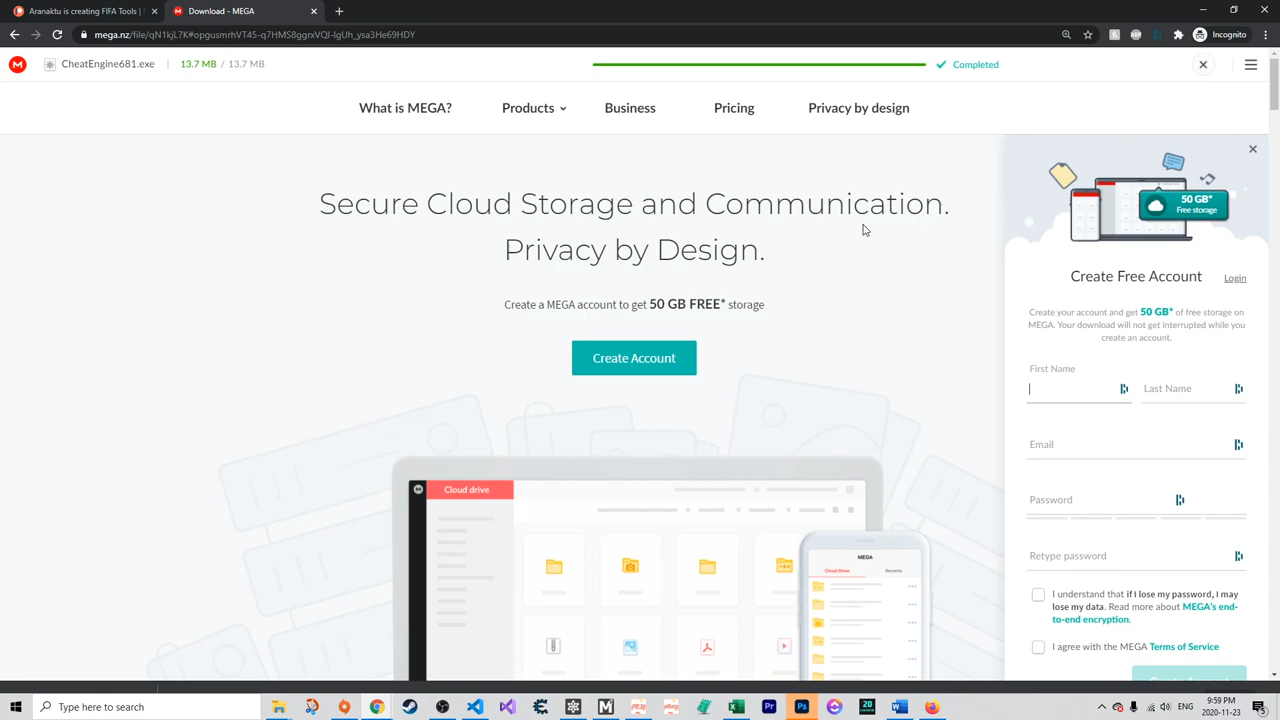 Aranaktu is creating FIFA Tools |
Download - MEGA
mega.nz/file/qN1kjL7K#opgusmrhVT45-q7HMS8ggrxVQI-IgUh_ysa3He69HDY
Incognito
CheatEngine681.exe
13.7 MB / 13.7 MB
Completed
What is MEGA?
Products
Business
Pricing
Privacy by design
Secure Cloud Storage and Communication.
Privacy by Design.
Create a MEGA account to get 50 GB FREE* storage
Create Account
Cloud drive
MEGA
Cloud Drive
Recents
50 GB*
Free storage
Create Free Account
Login
Create your account and get 50 GB* of free storage on
MEGA. Your download will not get interrupted while you
create an account.
First Name
Last Name
Email
Password
Retype password
I understand that if I lose my password, I may
lose my data. Read more about MEGA's end-
to-end encryption.
I agree with the MEGA Terms of Service
Create Account
Type here to search
9:59 PM
2020-11-23